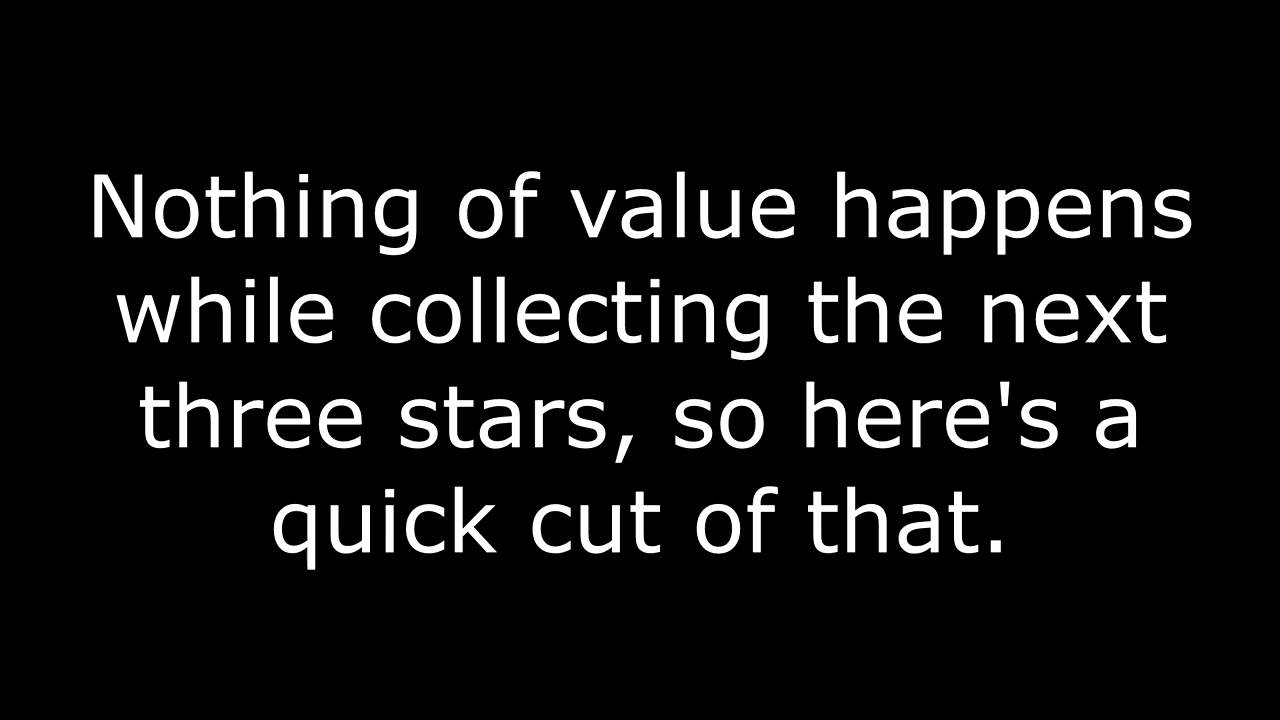 Nothing of value happens
while collecting the next
three stars, so here's a
quick cut of that.